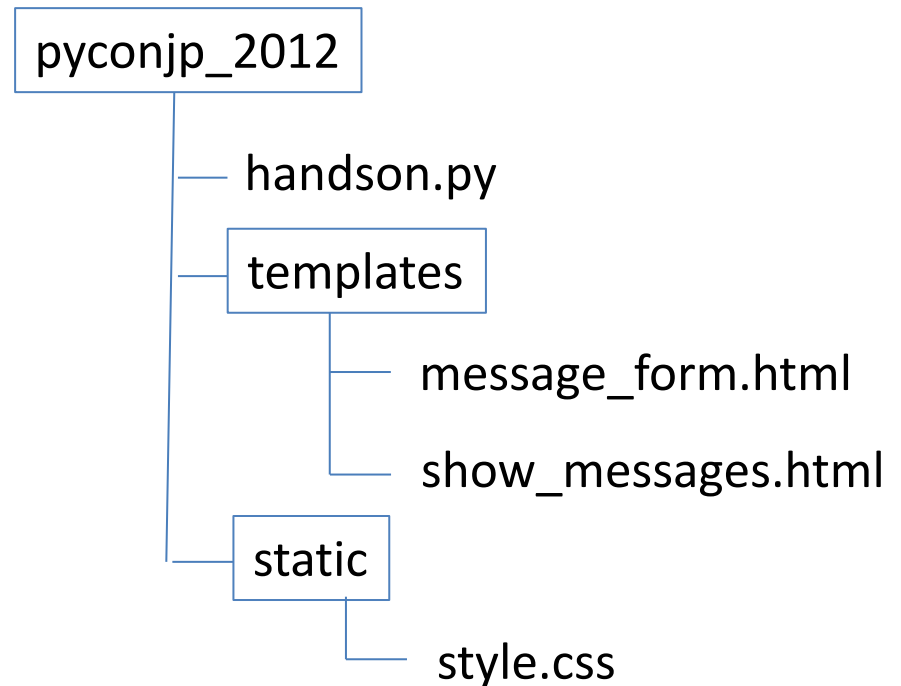 pyconjp_2012
handson.py
templates
message_form.html
show_messages.html
static
style.css